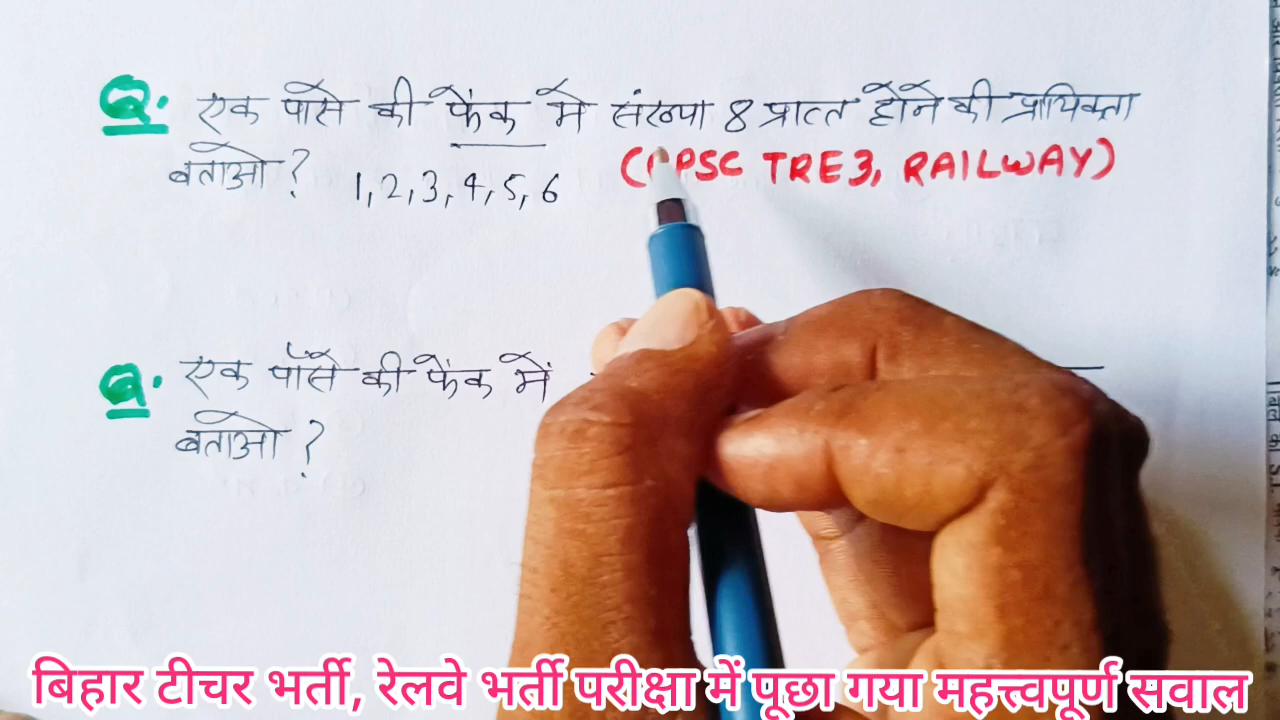 Q. एक पॉसे की फेंक मे संख्या 8 प्राप्त होने की प्रायिकता
बताओ? 1,2,3,4,5,6 (BPSC TRE3, RAILWAY)
Q. एक पॉसे की फेंक में
बताओ?
बिहार टीचर भर्ती, रेलवे भर्ती परीक्षा में पूछा गया महत्त्वपूर्ण सवाल